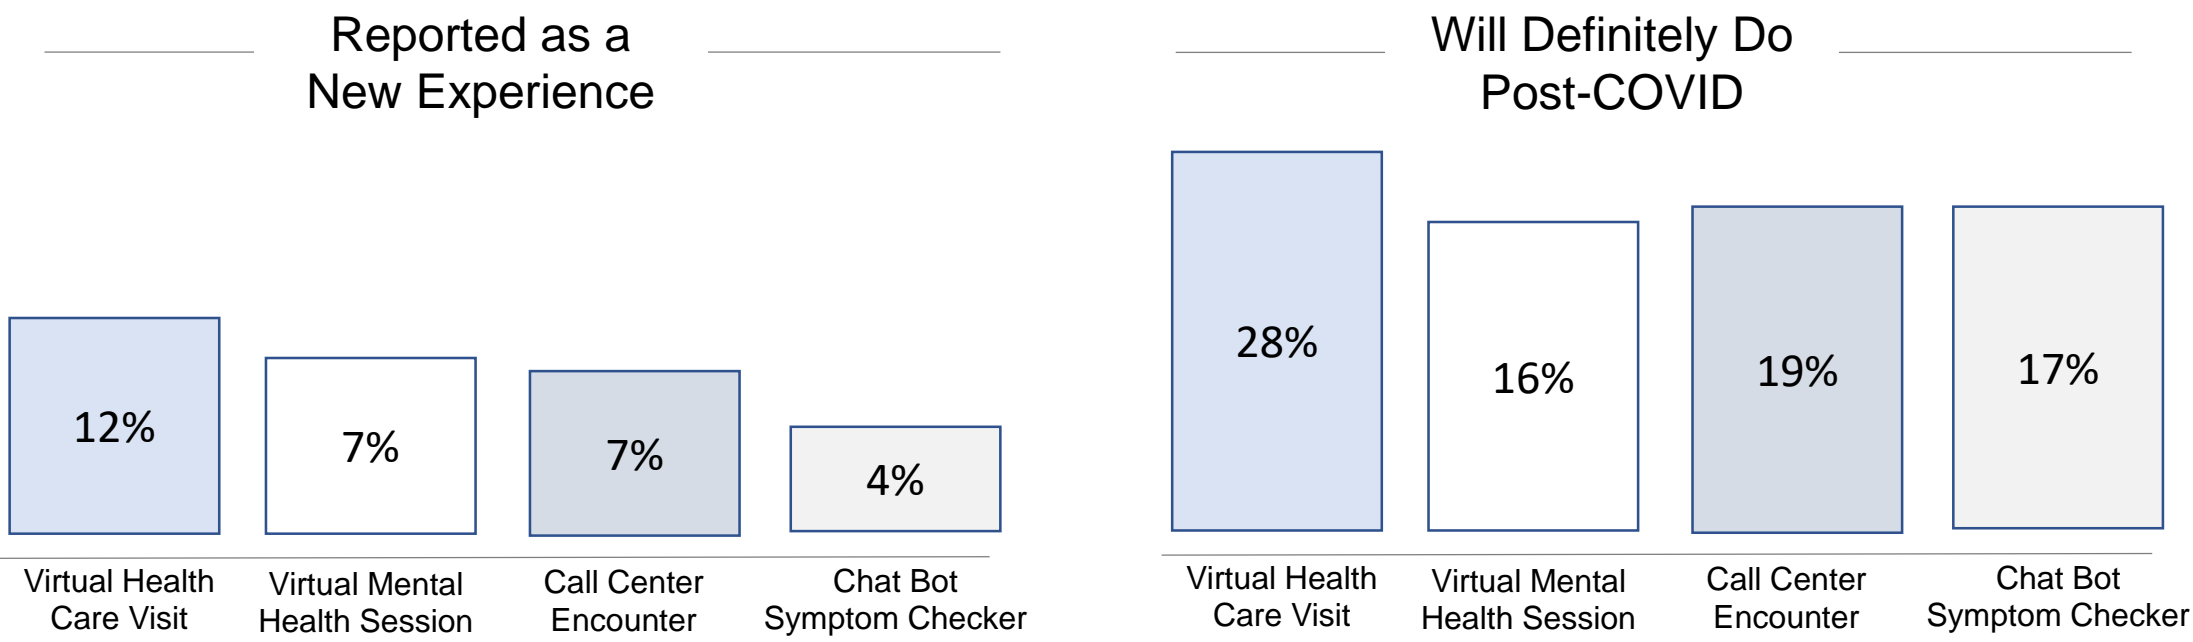 Reported as a
New Experience
12%
7%
7%
4%
Virtual Health
Care Visit
Virtual Mental
Health Session
Call Center
Encounter
Chat Bot
Symptom Checker
Will Definitely Do
Post-COVID
28%
16%
19%
17%
Virtual Health
Care Visit
Virtual Mental
Health Session
Call Center
Encounter
Chat Bot
Symptom Checker